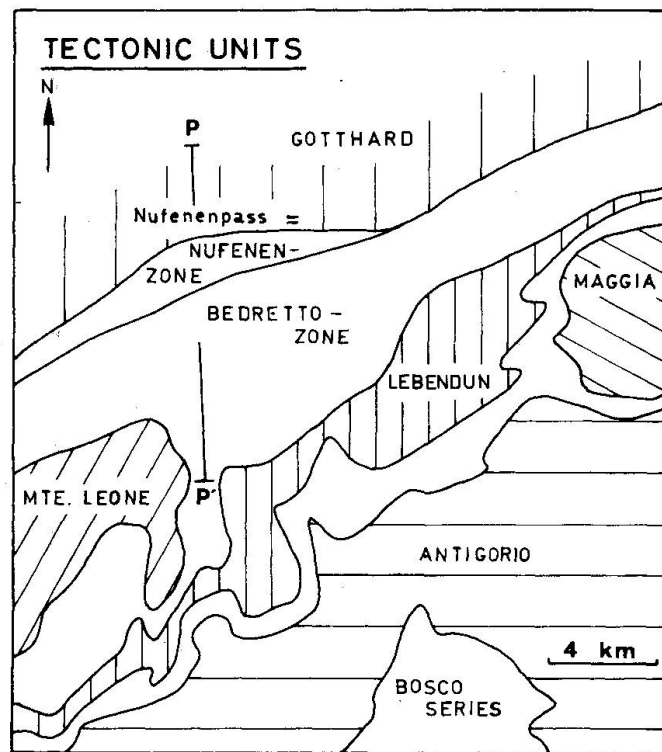 TECTONIC UNITS
N
P
GOTTHARD
Nufenenpass =
NUFENEN-
ZONE
MAGGIA
BEDRETTO-
ZONE
LEBENDUN
MTE. LEONE
P'
ANTIGORIO
4 km
BOSCO
SERIES